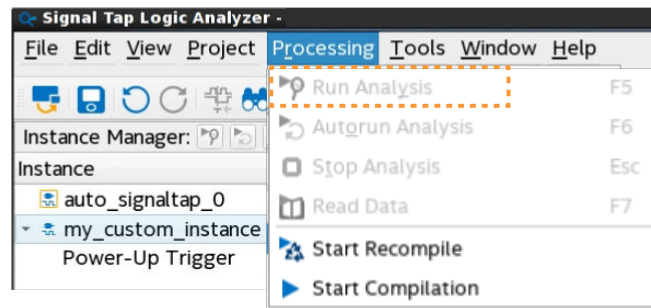 Signal Tap Logic Analyzer -
File Edit View Project Processing Tools Window Help
Run Analysis F5
Instance Manager: Autorun Analysis F6
Instance Stop Analysis Esc
auto_signaltap_0 Read Data F7
my_custom_instance Start Recompile
Power-Up Trigger Start Compilation